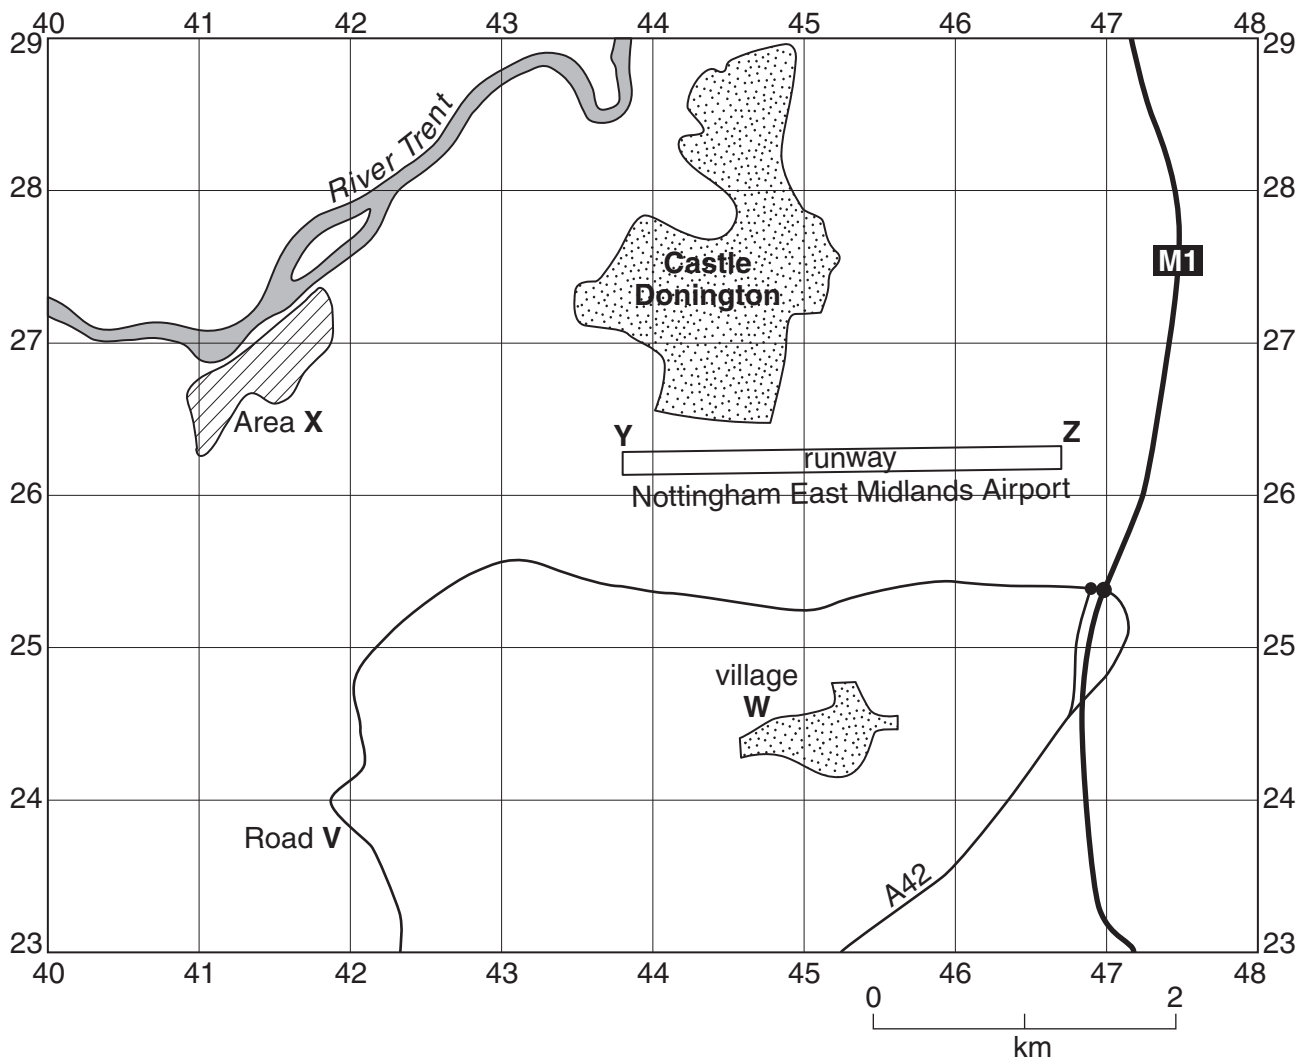 40 41 42 43 44 45 46 47 48
29 29
River Trent
28 28
M1
Castle
Donington
27 27
Area X
Y Z
runway
26 26
Nottingham East Midlands Airport
25 25
village
W
24 24
Road V
A42
23 23
40 41 42 43 44 45 46 47 48
0 2
km